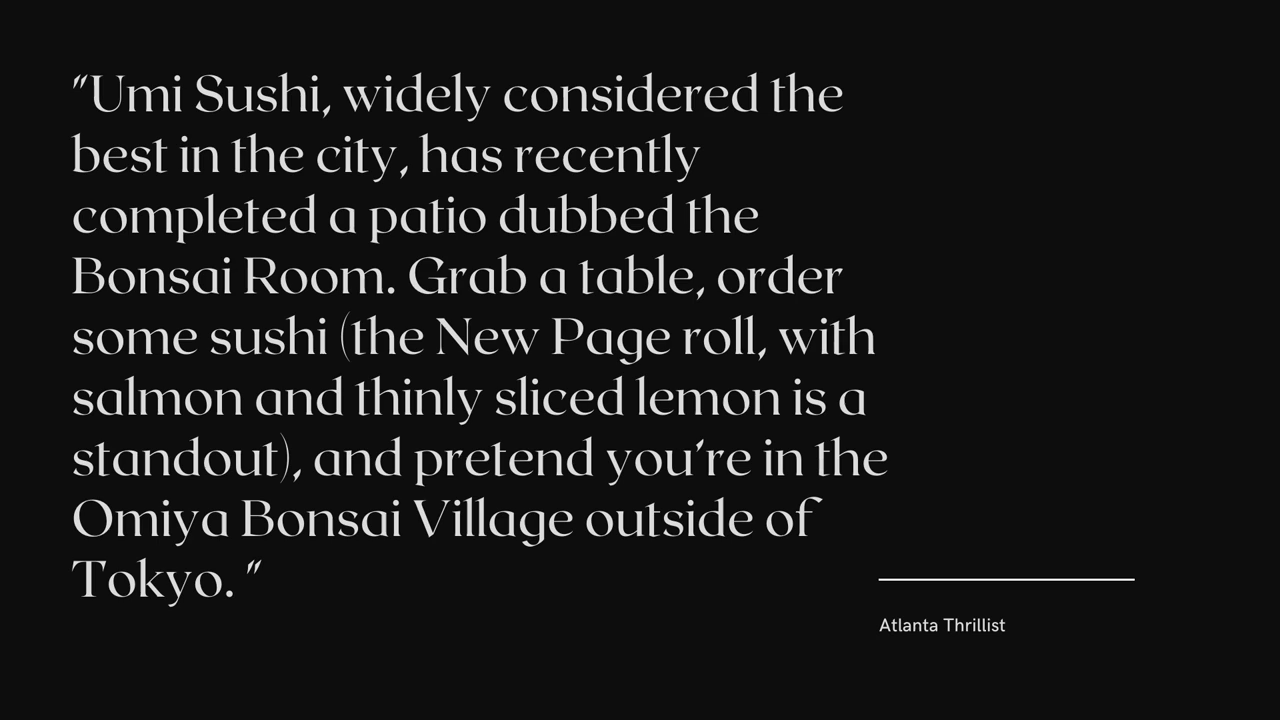 "Umi Sushi, widely considered the
best in the city, has recently
completed a patio dubbed the
Bonsai Room. Grab a table, order
some sushi (the New Page roll, with
salmon and thinly sliced lemon is a
standout), and pretend you're in the
Omiya Bonsai Village outside of
Tokyo. "
Atlanta Thrillist